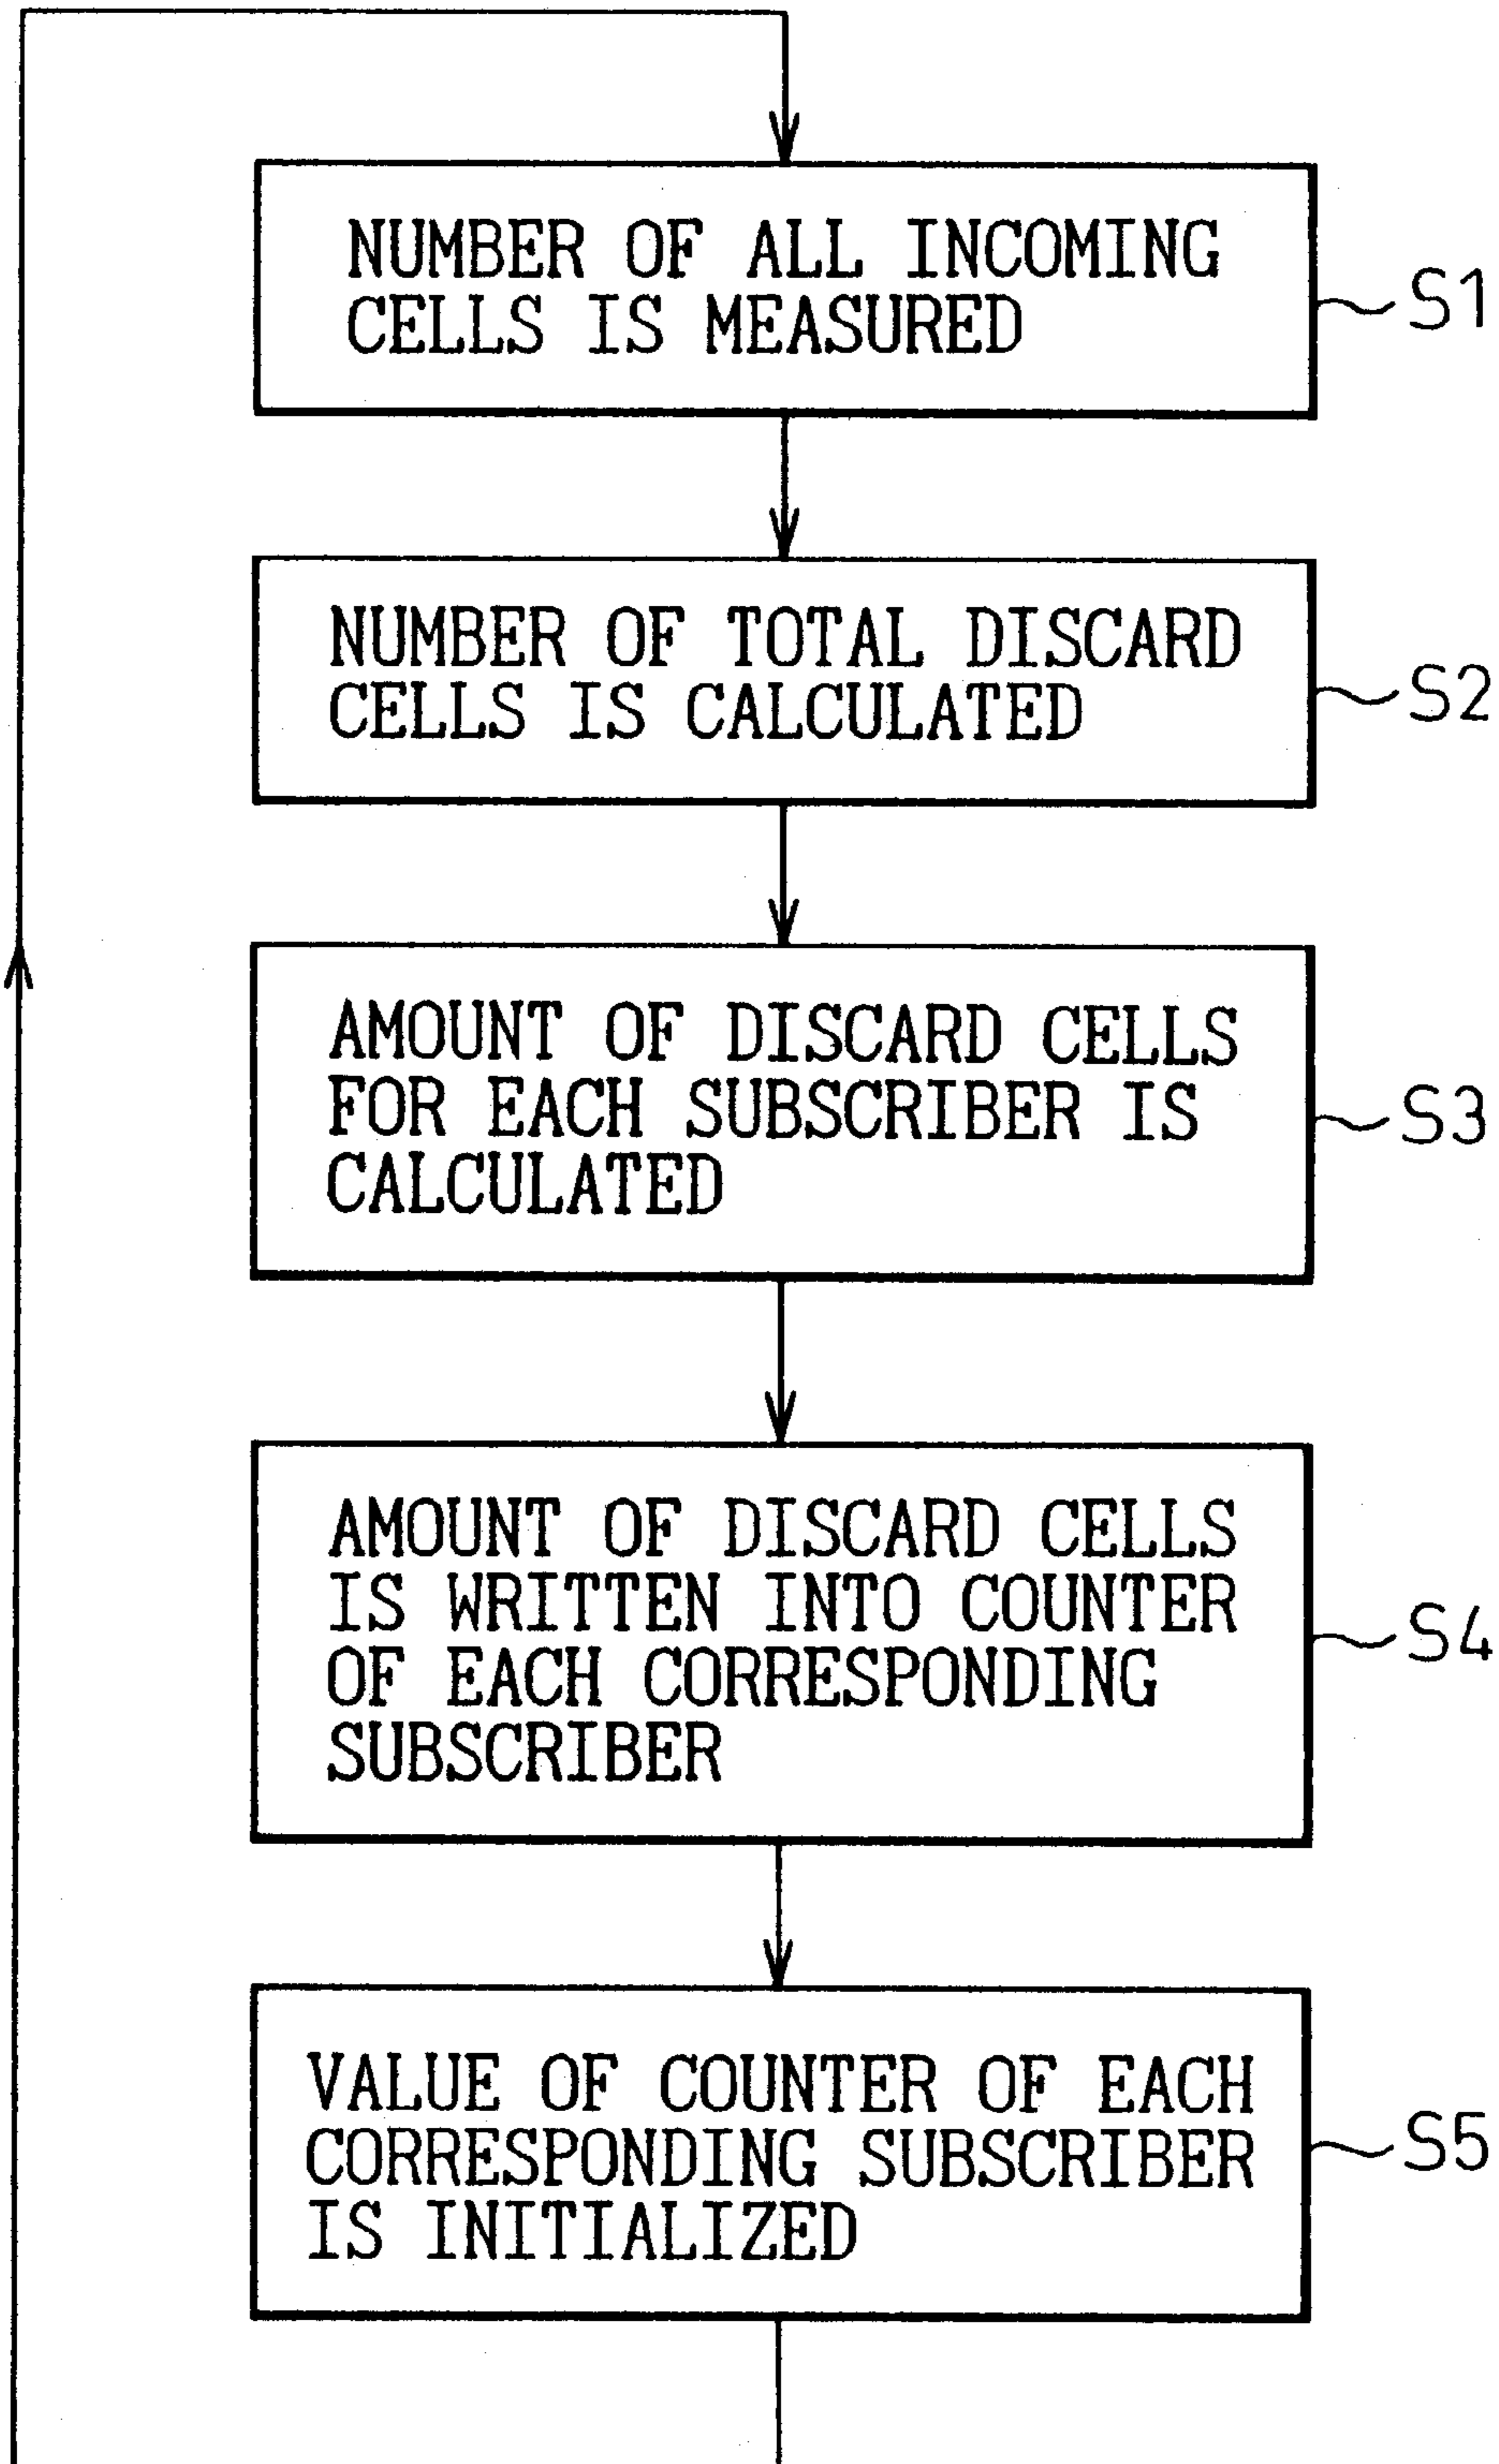 NUMBER OF ALL INCOMING
CELLS IS MEASURED
S1
NUMBER OF TOTAL DISCARD
CELLS IS CALCULATED
S2
AMOUNT OF DISCARD CELLS
FOR EACH SUBSCRIBER IS
CALCULATED
S3
AMOUNT OF DISCARD CELLS
IS WRITTEN INTO COUNTER
OF EACH CORRESPONDING
SUBSCRIBER
S4
VALUE OF COUNTER OF EACH
CORRESPONDING SUBSCRIBER
IS INITIALIZED
S5